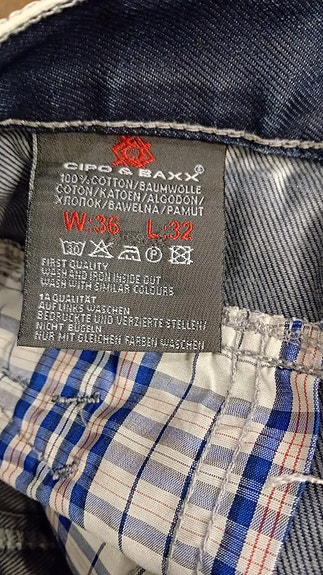 CIPO & BAXX®
100% COTTON/BAUMWOLLE
COTON/KATOEN/ALGODON/
ХЛОПОК/BAWELNA/PAMUT
W.:36 L.:32
FIRST QUALITY
WASH AND IRON INSIDE OUT
WASH WITH SIMILAR COLOURS
1A QUALITÄT
AUF LINKS WASCHEN
BEDRUCKTE UND VERZIERTE STELLEN
NICHT BÜGELN
NUR MIT GLEICHEN FARBEN WASCHEN